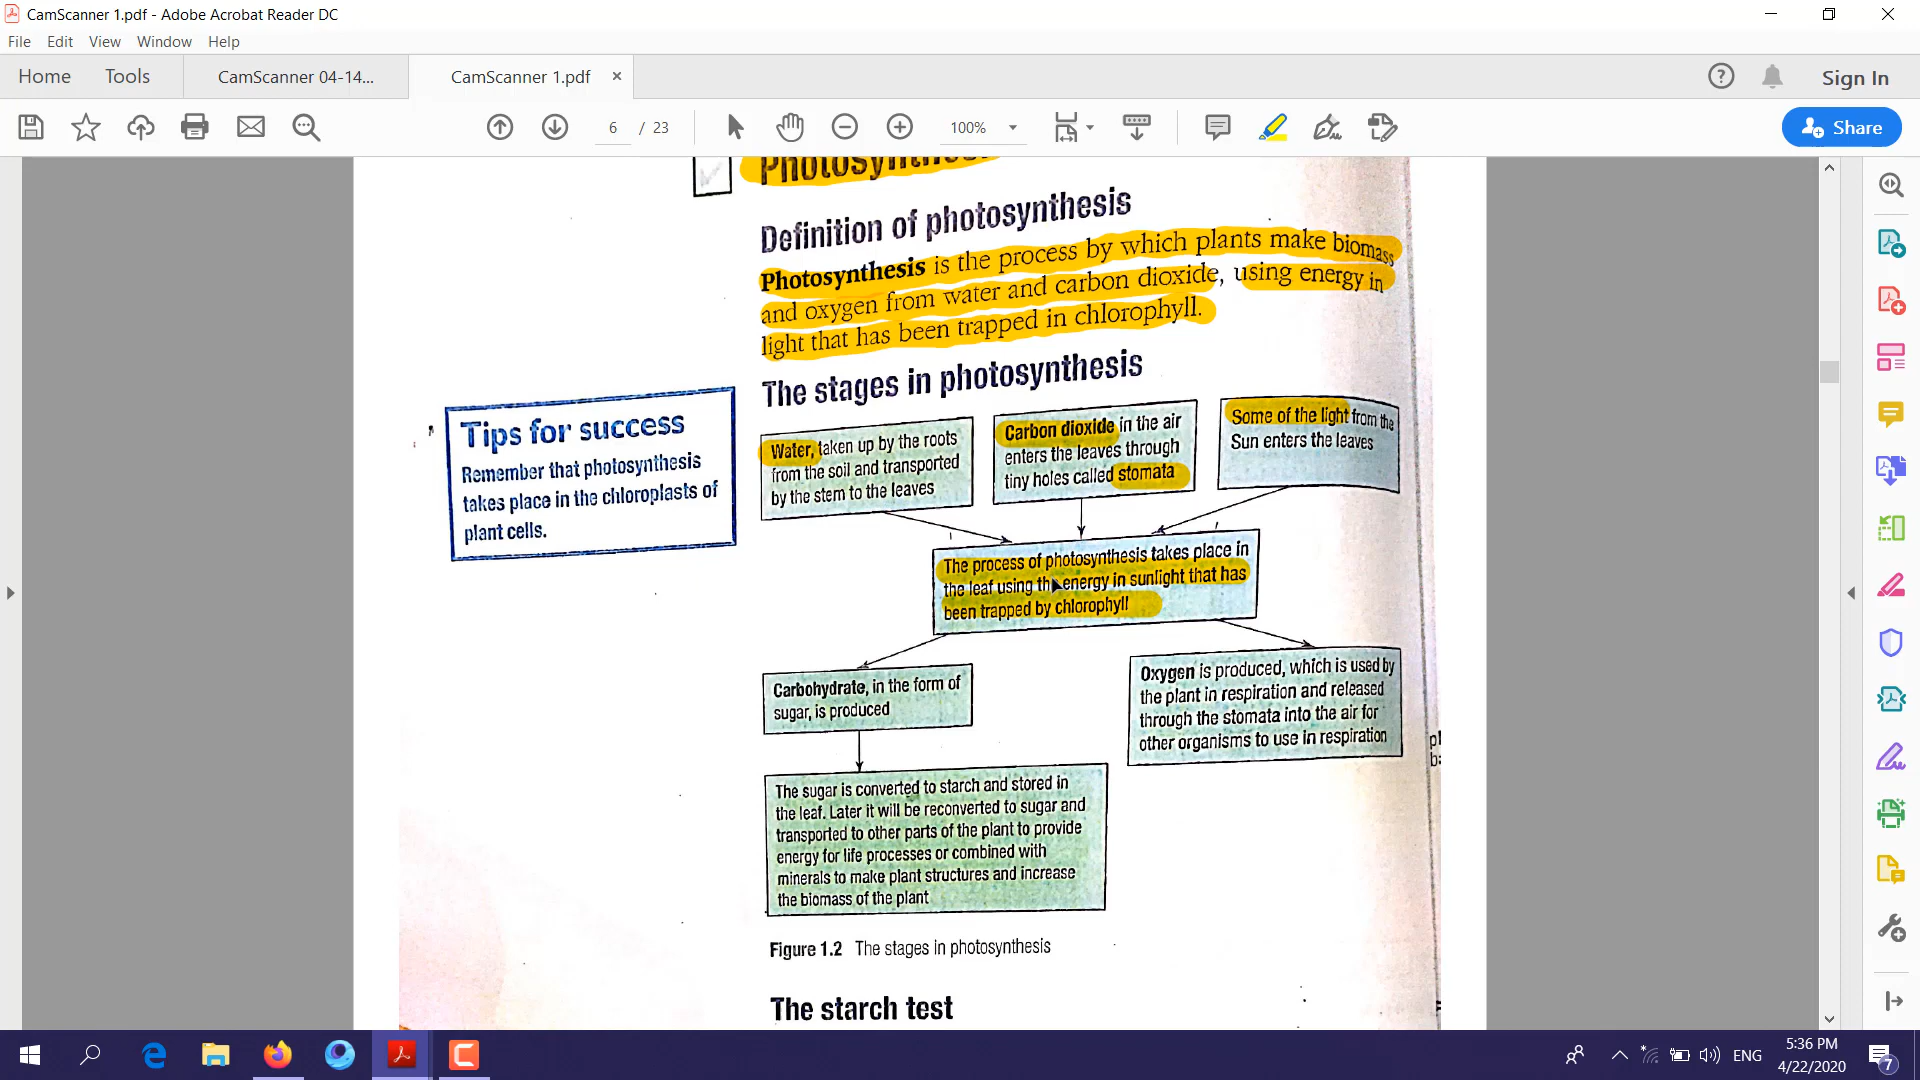 CamScanner 1.pdf - Adobe Acrobat Reader DC
File Edit View Window Help
Home Tools CamScanner 04-14... CamScanner 1.pdf × Sign In
6 / 23 100% Share
Photosynthesis
Definition of photosynthesis
Photosynthesis is the process by which plants make biomass
and oxygen from water and carbon dioxide, using energy in
light that has been trapped in chlorophyll.
The stages in photosynthesis
Tips for success
Remember that photosynthesis
takes place in the chloroplasts of
plant cells.
Water, taken up by the roots
from the soil and transported
by the stem to the leaves
Carbon dioxide in the air
enters the leaves through
tiny holes called stomata
Some of the light from the
Sun enters the leaves
The process of photosynthesis takes place in
the leaf using the energy in sunlight that has
been trapped by chlorophyll
Carbohydrate, in the form of
sugar, is produced
Oxygen is produced, which is used by
the plant in respiration and released
through the stomata into the air for
other organisms to use in respiration
The sugar is converted to starch and stored in
the leaf. Later it will be reconverted to sugar and
transported to other parts of the plant to provide
energy for life processes or combined with
minerals to make plant structures and increase
the biomass of the plant
Figure 1.2 The stages in photosynthesis
The starch test
ENG
5:36 PM
4/22/2020
7